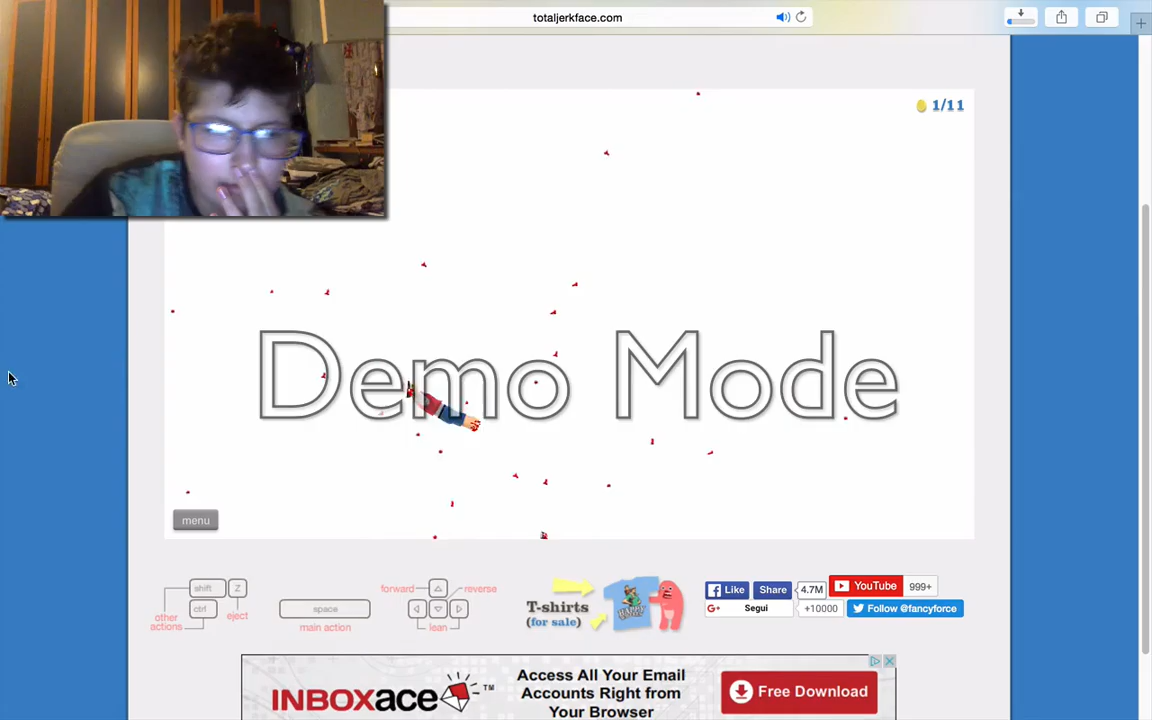 totaljerkface.com
1/11
Demo Mode
menu
shift
Z
ctrl
other
actions
eject
space
main action
forward
reverse
lean
T-shirts
(for sale)
Like
Share
4.7M
YouTube
999+
Segui
+10000
Follow @fancyforce
INBOXace™
Access All Your Email
Accounts Right from
Your Browser
Free Download